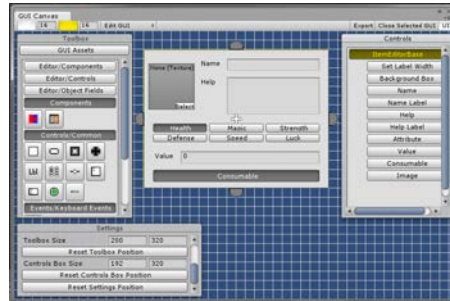 GUI Canvas
16 16 Edit GUI Export Close Selected GUI UI
Toolbox
GUI Assets
Editor/Components
Editor/Controls
Editor/Object Fields
Components
Controls/Common
Lbl
Events/Keyboard Events
None (Texture)
Select
Name
Help
Health Magic Strength
Defense Speed Luck
Value 0
Consumable
Controls
ItemEditorBase
Set Label Width
Background Box
Name
Name Label
Help
Help Label
Attribute
Value
Consumable
Image
Settings
Toolbox Size 200 320
Reset Toolbox Position
Controls Box Size 192 320
Reset Controls Box Position
Reset Settings Position